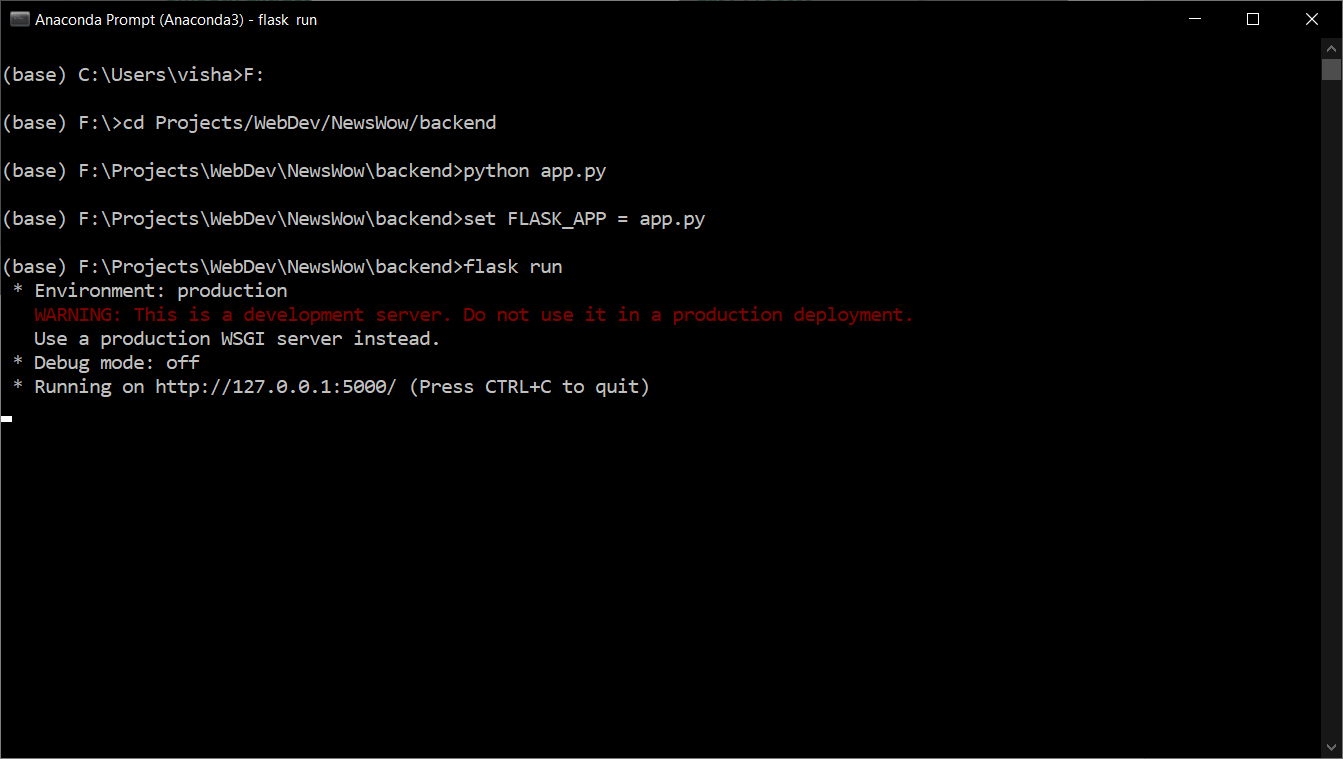 Anaconda Prompt (Anaconda3) - flask  run
(base) C:\Users\visha>F:
(base) F:\>cd Projects/WebDev/NewsWow/backend
(base) F:\Projects\WebDev\NewsWow\backend>python app.py
(base) F:\Projects\WebDev\NewsWow\backend>set FLASK_APP = app.py
(base) F:\Projects\WebDev\NewsWow\backend>flask run
 * Environment: production
   WARNING: This is a development server. Do not use it in a production deployment.
   Use a production WSGI server instead.
 * Debug mode: off
 * Running on http://127.0.0.1:5000/ (Press CTRL+C to quit)